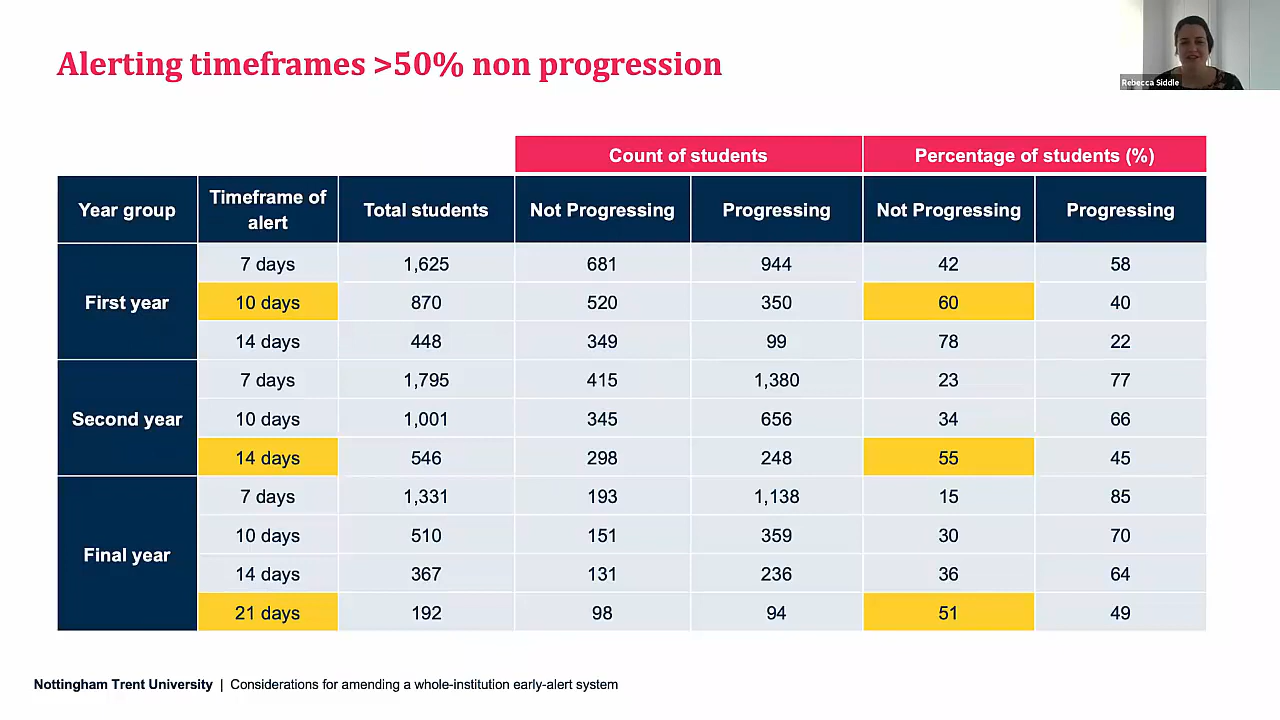 Alerting timeframes >50% non progression
Rebecca Siddle
Count of students Percentage of students (%)
Year group Timeframe of alert Total students Not Progressing Progressing Not Progressing Progressing
First year
7 days 1,625 681 944 42 58
10 days 870 520 350 60 40
14 days 448 349 99 78 22
Second year
7 days 1,795 415 1,380 23 77
10 days 1,001 345 656 34 66
14 days 546 298 248 55 45
Final year
7 days 1,331 193 1,138 15 85
10 days 510 151 359 30 70
14 days 367 131 236 36 64
21 days 192 98 94 51 49
Nottingham Trent University | Considerations for amending a whole-institution early-alert system